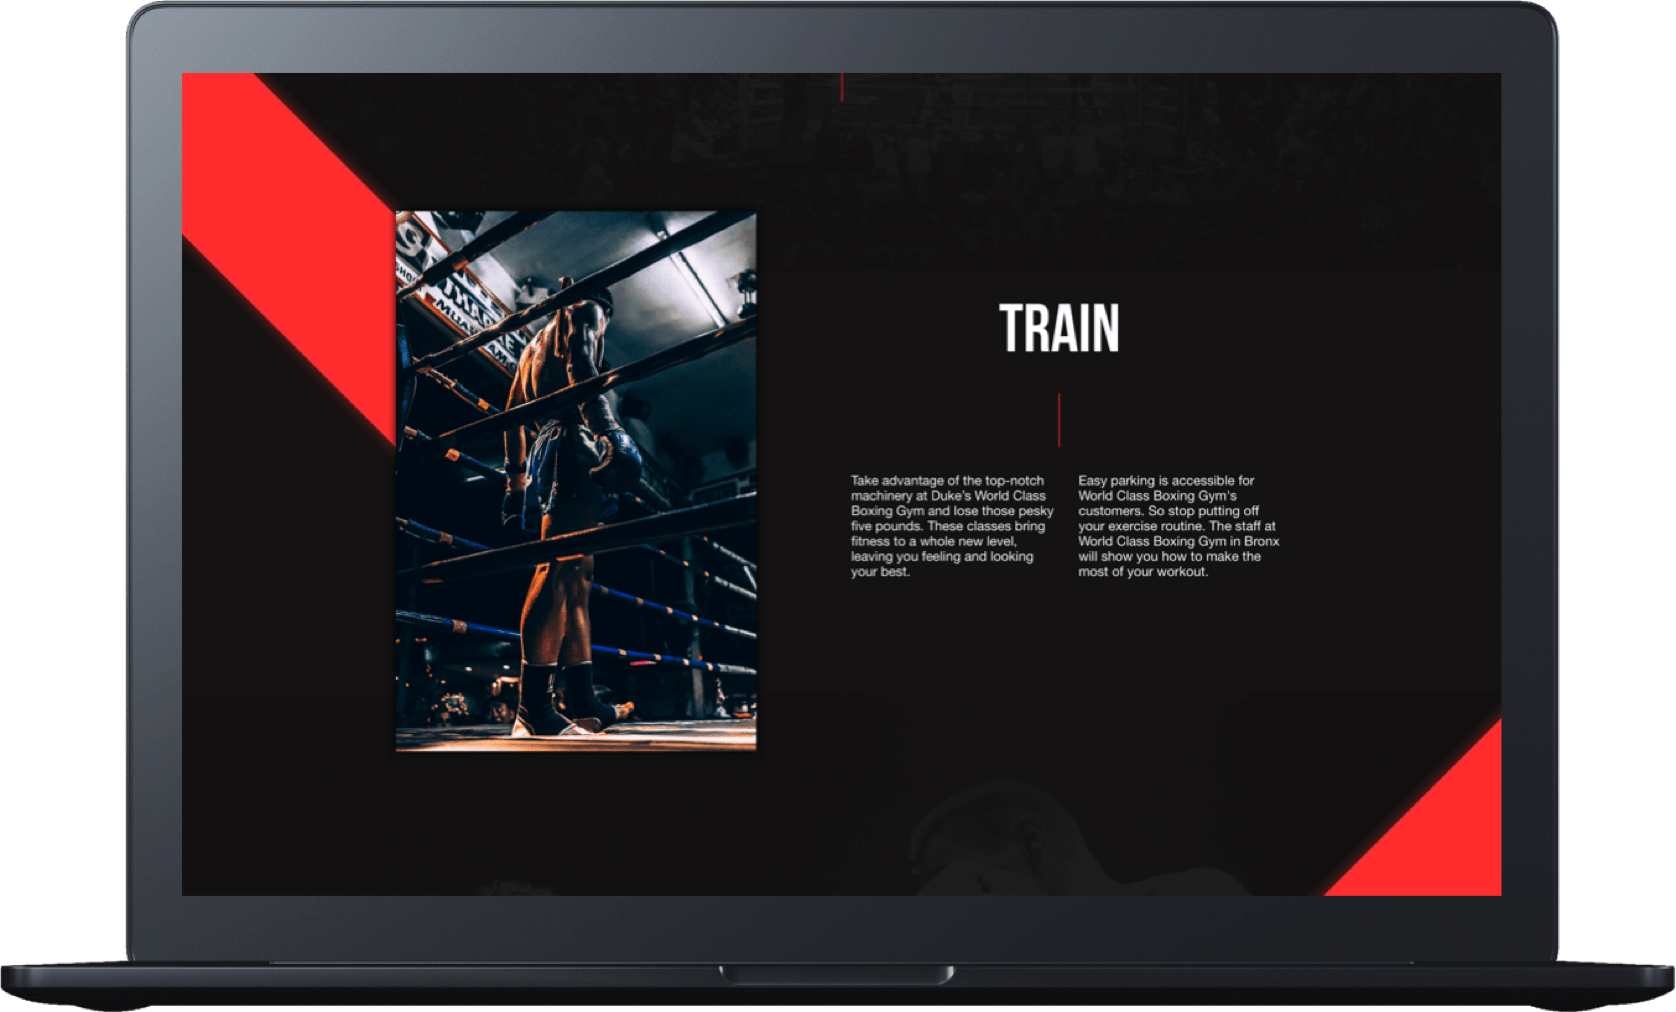 TRAIN
Take advantage of the top-notch
machinery at Duke's World Class
Boxing Gym and lose those pesky
five pounds. These classes bring
fitness to a whole new level,
leaving you feeling and looking
your best.
Easy parking is accessible for
World Class Boxing Gym's
customers. So stop putting off
your exercise routine. The staff at
World Class Boxing Gym in Bronx
will show you how to make the
most of your workout.